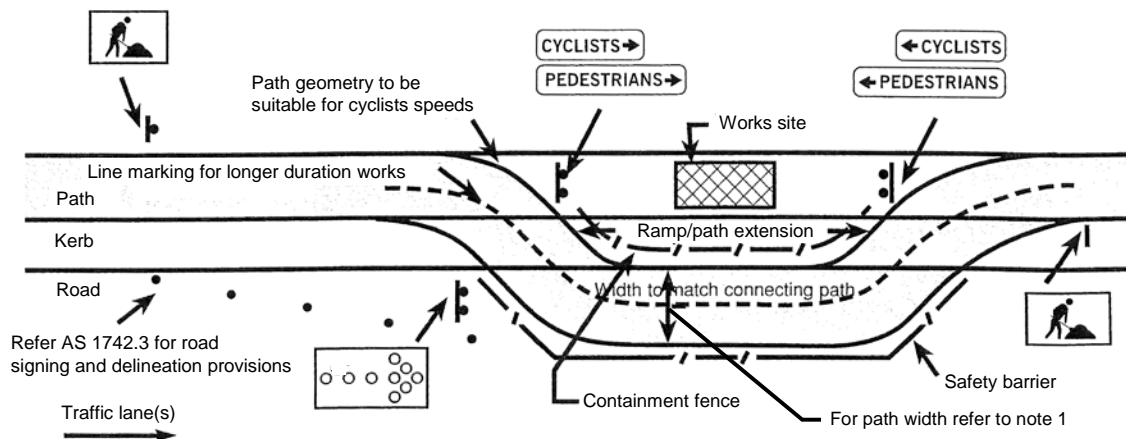 CYCLISTS→
PEDESTRIANS→
←CYCLISTS
←PEDESTRIANS
Path geometry to be
suitable for cyclists speeds
Works site
Line marking for longer duration works
Path
Kerb
Ramp/path extension
Road
Width to match connecting path
Refer AS 1742.3 for road
signing and delineation provisions
Containment fence
Safety barrier
For path width refer to note 1
Traffic lane(s)